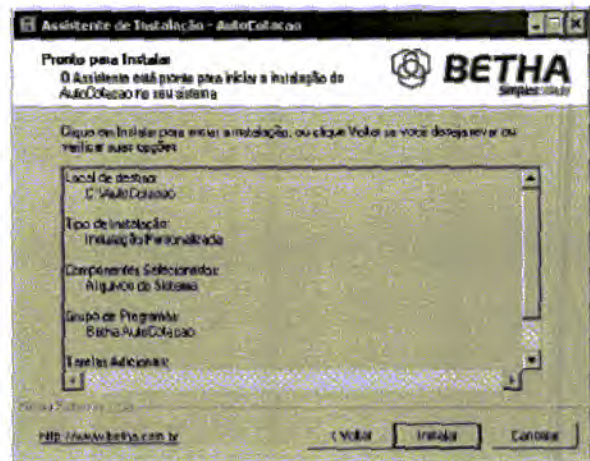 Assistente de Instalação - AutoCotacao
Pronto para Instalar
O Assistente está pronto para iniciar a instalação do
AutoCotacao no seu sistema
BETHA
Clique em Instalar para iniciar a instalação, ou clique Voltar se você deseja rever ou
verificar suas opções
Local de destino:
C:\AutoCotacao
Tipo de Instalação:
Instalação Personalizada
Componentes Selecionados:
Arquivos do Sistema
Grupo de Programas:
Betha AutoCotacao
Tarefas Adicionais:
http://www.betha.com.br
< Voltar
Instalar
Cancelar